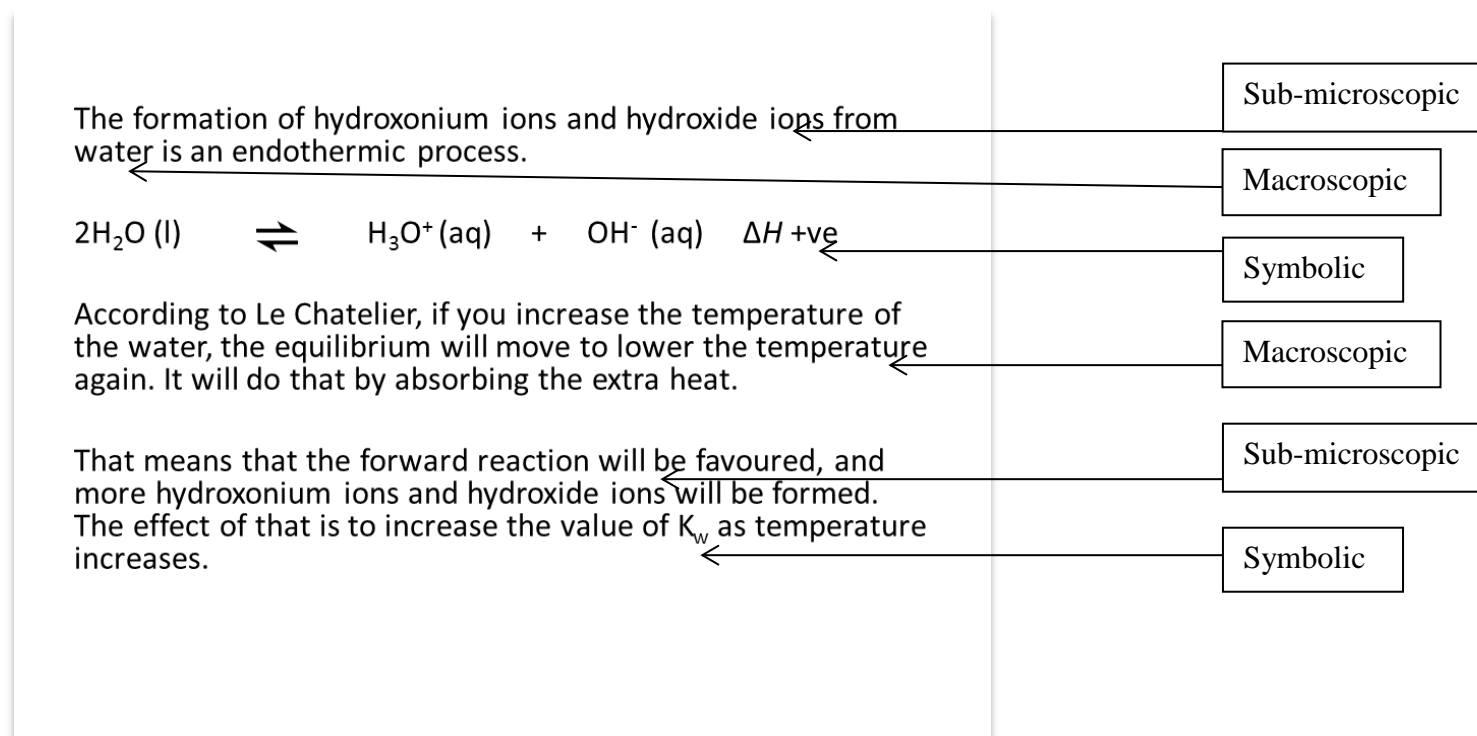 The formation of hydroxonium ions and hydroxide ions from
water is an endothermic process.
2H₂O (l) ⇌ H₃O⁺ (aq) + OH⁻ (aq) ΔH +ve
According to Le Chatelier, if you increase the temperature of
the water, the equilibrium will move to lower the temperature
again. It will do that by absorbing the extra heat.
That means that the forward reaction will be favoured, and
more hydroxonium ions and hydroxide ions will be formed.
The effect of that is to increase the value of K_w as temperature
increases.
Sub-microscopic
Macroscopic
Symbolic
Macroscopic
Sub-microscopic
Symbolic